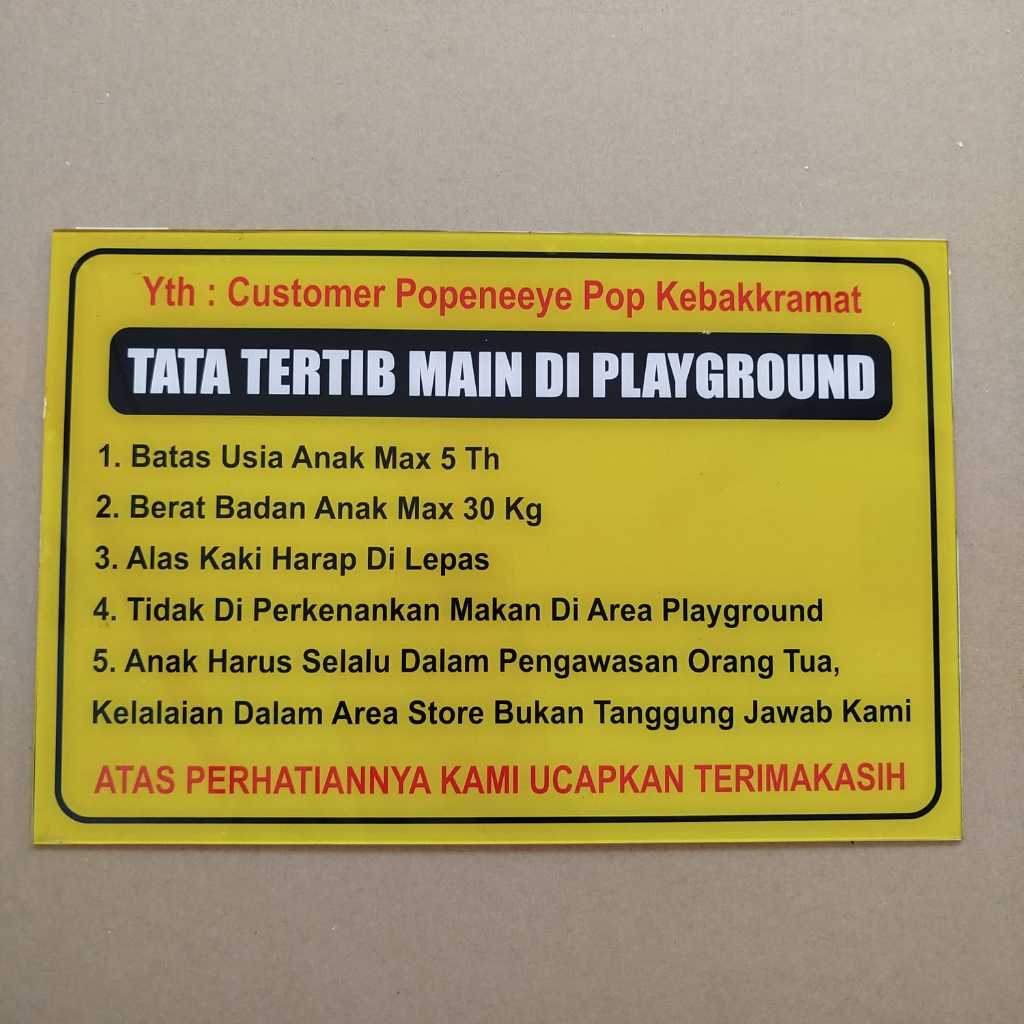 Yth : Customer Popeneeye Pop Kebakkramat
TATA TERTIB MAIN DI PLAYGROUND
1. Batas Usia Anak Max 5 Th
2. Berat Badan Anak Max 30 Kg
3. Alas Kaki Harap Di Lepas
4. Tidak Di Perkenankan Makan Di Area Playground
5. Anak Harus Selalu Dalam Pengawasan Orang Tua,
Kelalaian Dalam Area Store Bukan Tanggung Jawab Kami
ATAS PERHATIANNYA KAMI UCAPKAN TERIMAKASIH